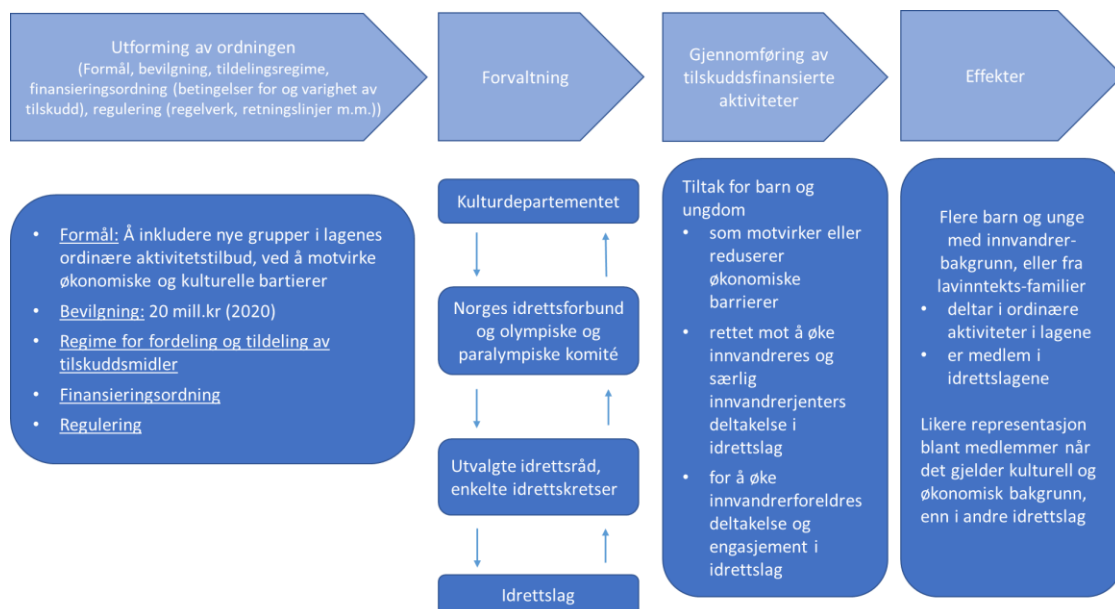 Utforming av ordningen
(Formål, bevilgning, tildelingsregime,
finansieringsordning (betingelser for og varighet av
tilskudd), regulering (regelverk, retningslinjer m.m.))
Forvaltning
Gjennomføring av
tilskuddsfinansierte
aktiviteter
Effekter
• Formål: Å inkludere nye grupper i lagenes
ordinære aktivitetstilbud, ved å motvirke
økonomiske og kulturelle bartierer
• Bevilgning: 20 mill.kr (2020)
• Regime for fordeling og tildeling av
tilskuddsmidler
• Finansieringsordning
• Regulering
Kulturdepartementet
Norges idrettsforbund
og olympiske og
paralympiske komité
Utvalgte idrettsråd,
enkelte idrettskretser
Idrettslag
Tiltak for barn og
ungdom
• som motvirker eller
reduserer
økonomiske
barrierer
• rettet mot å øke
innvandreres og
særlig
innvandrerjenters
deltakelse i
idrettslag
• for å øke
innvandrerforeldres
deltakelse og
engasjement i
idrettslag
Flere barn og unge
med innvandrer-
bakgrunn, eller fra
lavinntekts-familier
• deltar i ordinære
aktiviteter i lagene
• er medlem i
idrettslagene
Likere representasjon
blant medlemmer når
det gjelder kulturell og
økonomisk bakgrunn,
enn i andre idrettslag